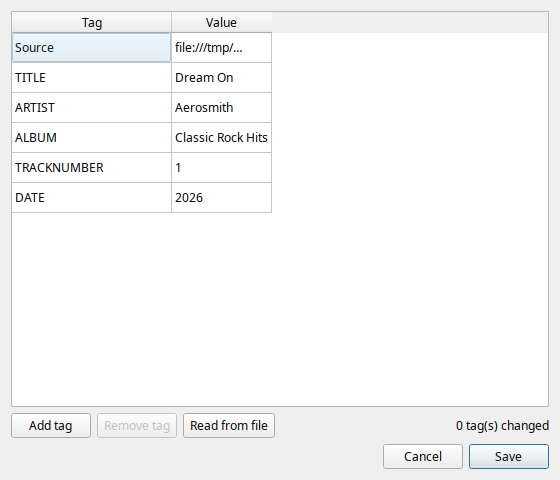 Tag Value
Source file:///tmp/...
TITLE Dream On
ARTIST Aerosmith
ALBUM Classic Rock Hits
TRACKNUMBER 1
DATE 2026
Add tag Remove tag Read from file 0 tag(s) changed
Cancel Save